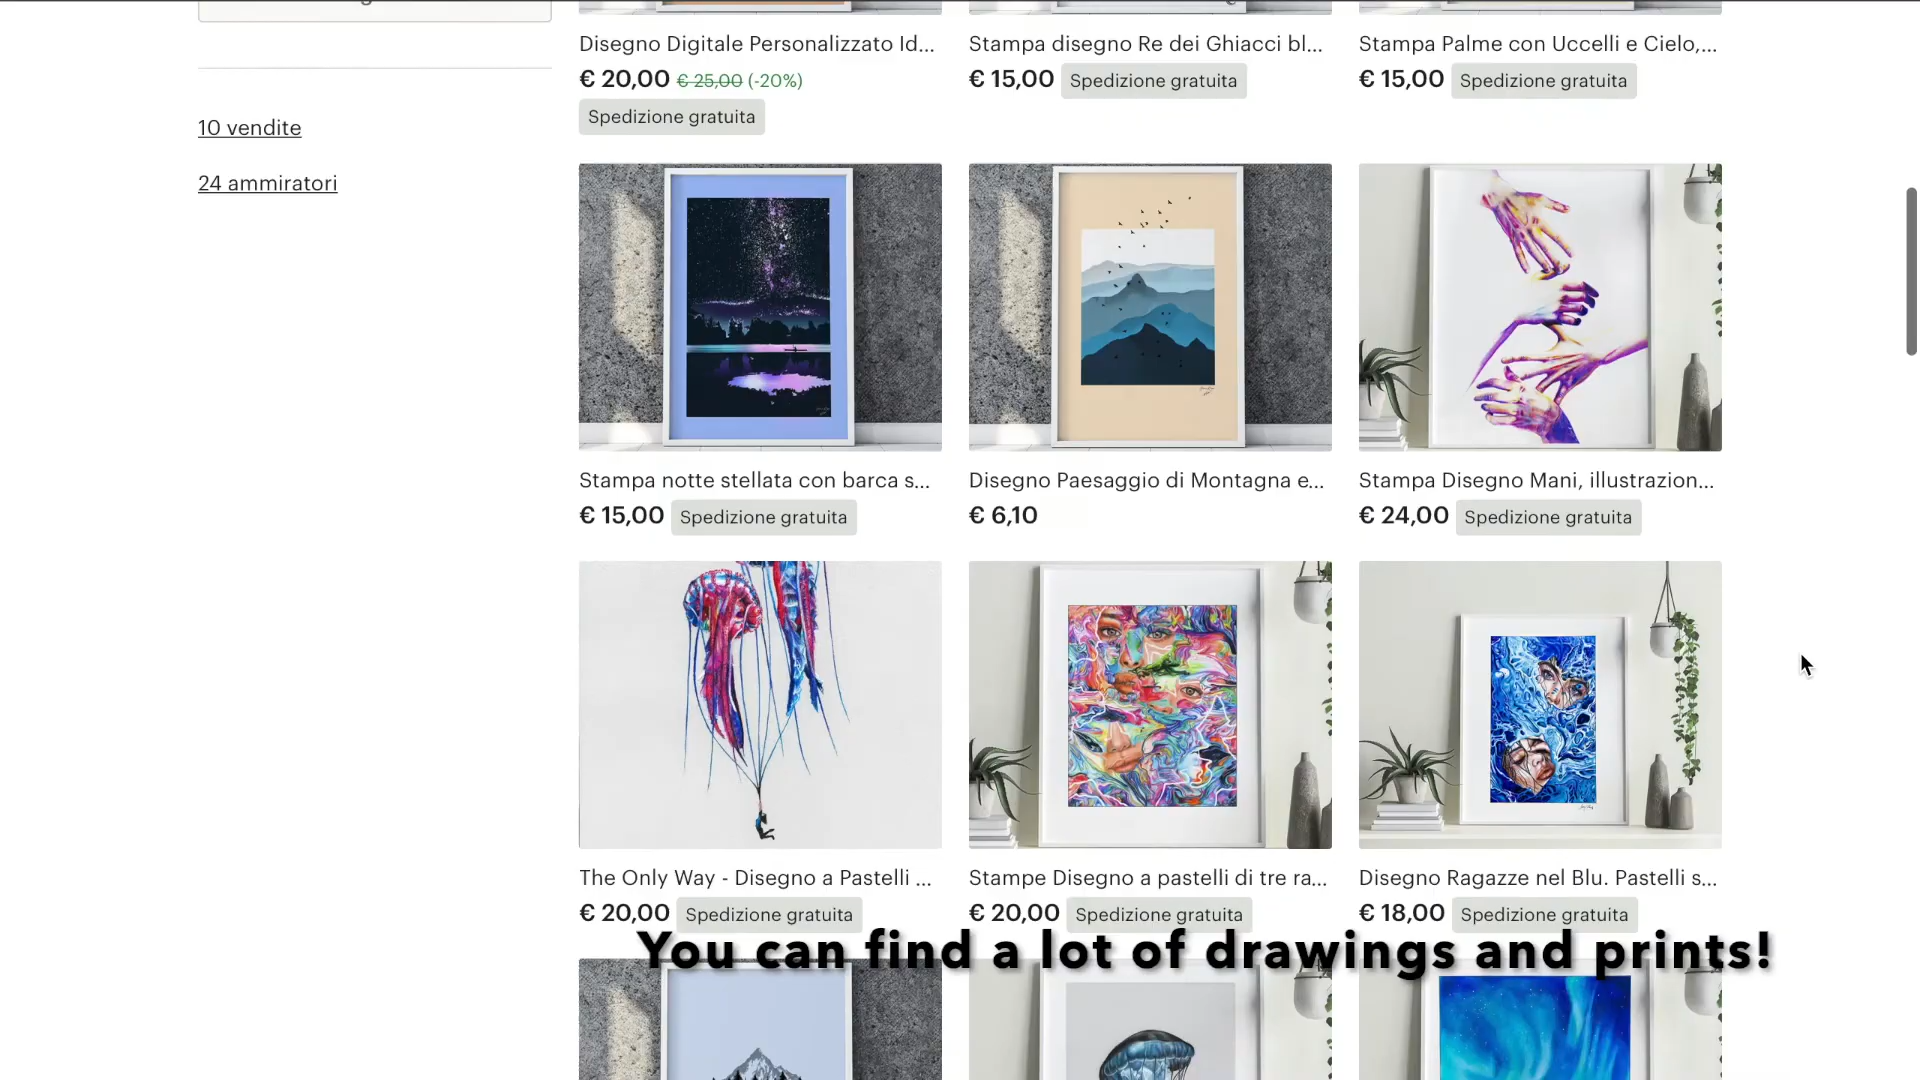 Disegno Digitale Personalizzato Id...
€ 20,00 € 25,00 (-20%)
Spedizione gratuita
Stampa disegno Re dei Ghiacci bl...
€ 15,00 Spedizione gratuita
Stampa Palme con Uccelli e Cielo,...
€ 15,00 Spedizione gratuita
10 vendite
24 ammiratori
Stampa notte stellata con barca s...
€ 15,00 Spedizione gratuita
Disegno Paesaggio di Montagna e...
€ 6,10
Stampa Disegno Mani, illustrazion...
€ 24,00 Spedizione gratuita
The Only Way - Disegno a Pastelli ...
€ 20,00 Spedizione gratuita
Stampe Disegno a pastelli di tre ra...
€ 20,00 Spedizione gratuita
Disegno Ragazze nel Blu. Pastelli s...
€ 18,00 Spedizione gratuita
You can find a lot of drawings and prints!